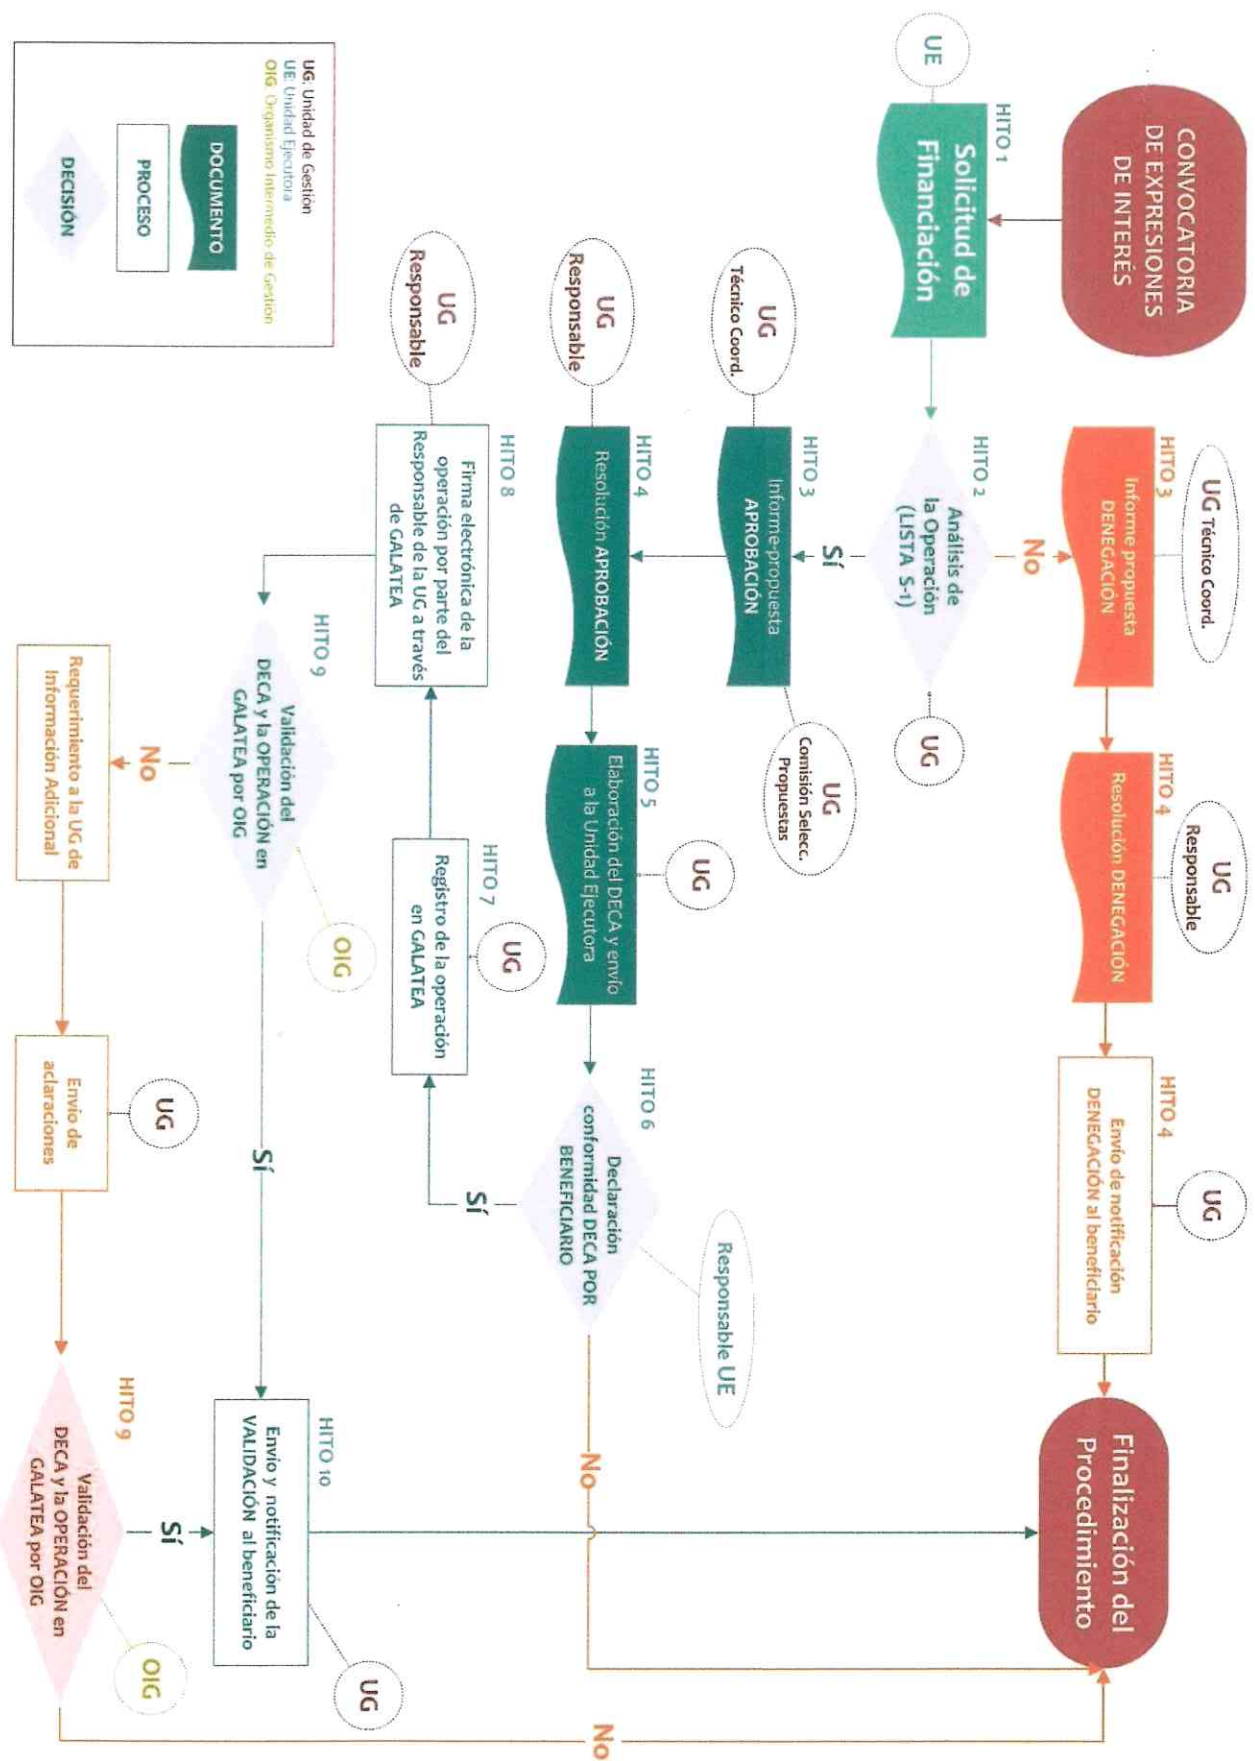 CONVOCATORIA
DE EXPRESIONES
DE INTERÉS
UE
HITO 1
Solicitud de
Financiación
HITO 2
Análisis de
la Operación
(LISTA S-1)
UG
No
UG Técnico Coord.
HITO 3
Informe propuesta
DENEGACIÓN
UG
Responsable
HITO 4
Resolución DENEGACIÓN
UG
HITO 4
Envío de notificación
DENEGACIÓN al beneficiario
Finalización del
Procedimiento
Sí
UG
Técnico Coord.
HITO 3
Informe-propuesta
APROBACIÓN
UG
Comisión Selecc.
Propuestas
UG
Responsable
HITO 4
Resolución APROBACIÓN
UG
HITO 5
Elaboración del DECA y envío
a la Unidad Ejecutora
Responsable UE
HITO 6
Declaración
conformidad DECA POR
BENEFICIARIO
No
Sí
UG
HITO 7
Registro de la operación
en GALATEA
UG
Responsable
HITO 8
Firma electrónica de la
operación por parte del
Responsable de la UG a través
de GALATEA
HITO 9
Validación del
DECA y la OPERACIÓN en
GALATEA por OIG
OIG
Sí
HITO 10
Envío y notificación de la
VALIDACIÓN al beneficiario
UG
No
Requerimiento a la UG de
Información Adicional
UG
Envío de
aclaraciones
HITO 9
Validación del
DECA y la OPERACIÓN en
GALATEA por OIG
OIG
Sí
No
UG: Unidad de Gestión
UE: Unidad Ejecutora
OIG: Organismo Intermedio de Gestión
DOCUMENTO
PROCESO
DECISIÓN